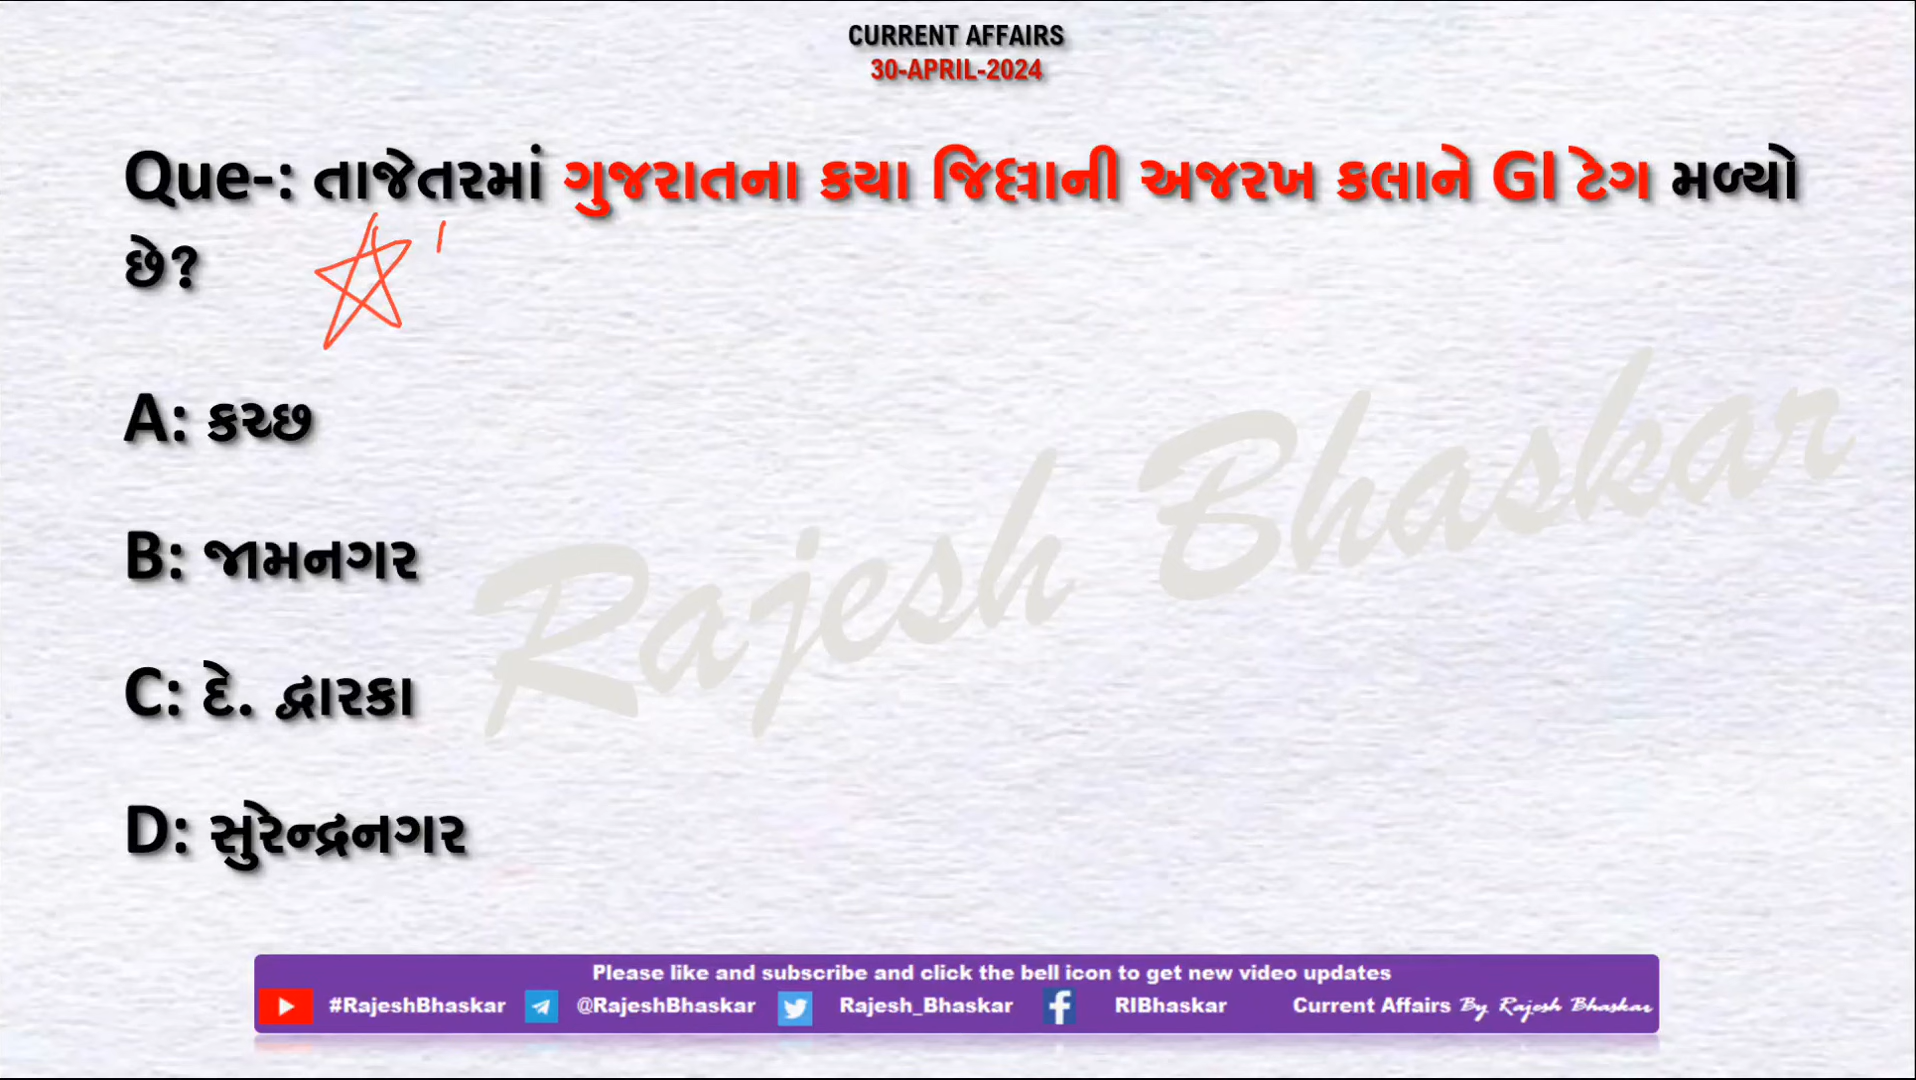 CURRENT AFFAIRS
30-APRIL-2024
Que-: તાજેતરમાં ગુજરાતના કયા જિલ્લાની અજરખ કલાને GI ટેગ મળ્યો
છે?
A: કચ્છ
B: જામનગર
C: દે. દ્વારકા
D: સુરેન્દ્રનગર
Rajesh Bhaskar
Please like and subscribe and click the bell icon to get new video updates
#RajeshBhaskar @RajeshBhaskar Rajesh_Bhaskar RIBhaskar Current Affairs By Rajesh Bhaskar